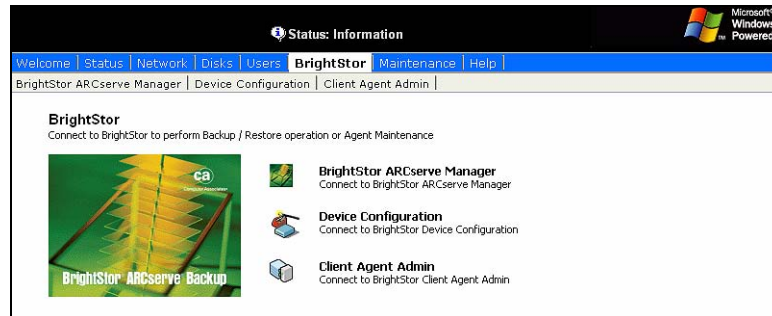 Status: Information
Microsoft®
Windows
Powered
Welcome | Status | Network | Disks | Users | BrightStor | Maintenance | Help |
BrightStor ARCserve Manager | Device Configuration | Client Agent Admin |
BrightStor
Connect to BrightStor to perform Backup / Restore operation or Agent Maintenance
ca
Computer Associates
BrightStor ARCserve Backup
BrightStor ARCserve Manager
Connect to BrightStor ARCserve Manager
Device Configuration
Connect to BrightStor Device Configuration
Client Agent Admin
Connect to BrightStor Client Agent Admin